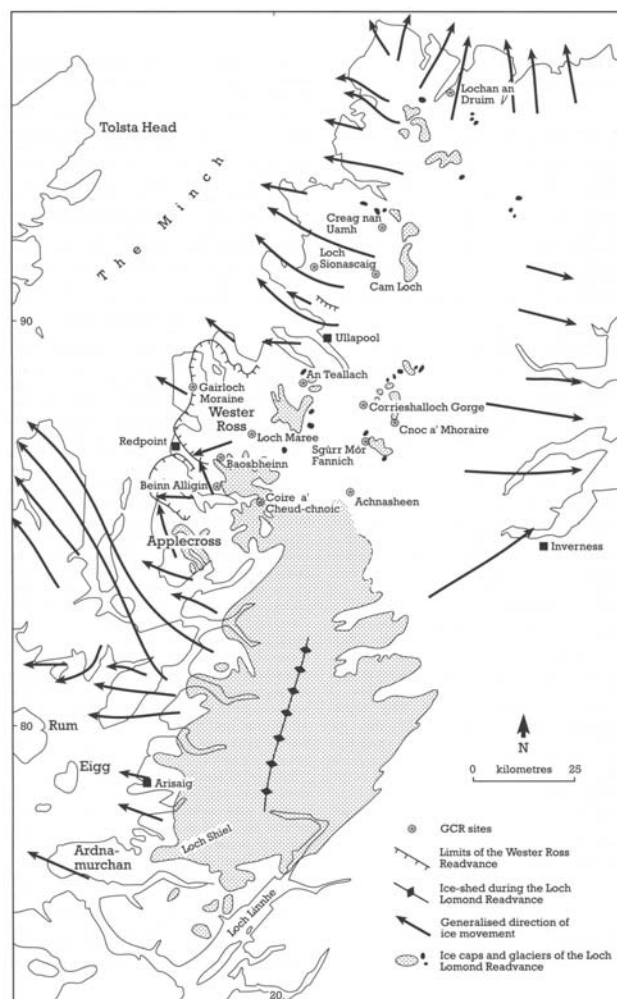 Lochan an
Druim
Tolsta Head
The Minch
Creag nan
Uamh
Loch
Sionascaig
Cam Loch
90
Ullapool
An Teallach
Gairloch
Moraine
Wester
Ross
Corrieshalloch Gorge
Cnoc a' Mhoraire
Redpoint
Loch Maree
Sgùrr Mór
Fannich
Baosbheinn
Beinn Alligin
Coire a'
Cheud-chnoic
Achnasheen
Applecross
Inverness
80
Rum
N
Eigg
Arisaig
0 kilometres 25
Loch Shiel
Ardna-
murchan
Loch Linnhe
GCR sites
Limits of the Wester Ross
Readvance
Ice-shed during the Loch
Lomond Readvance
Generalised direction of
ice movement
Ice caps and glaciers of the Loch
Lomond Readvance
20